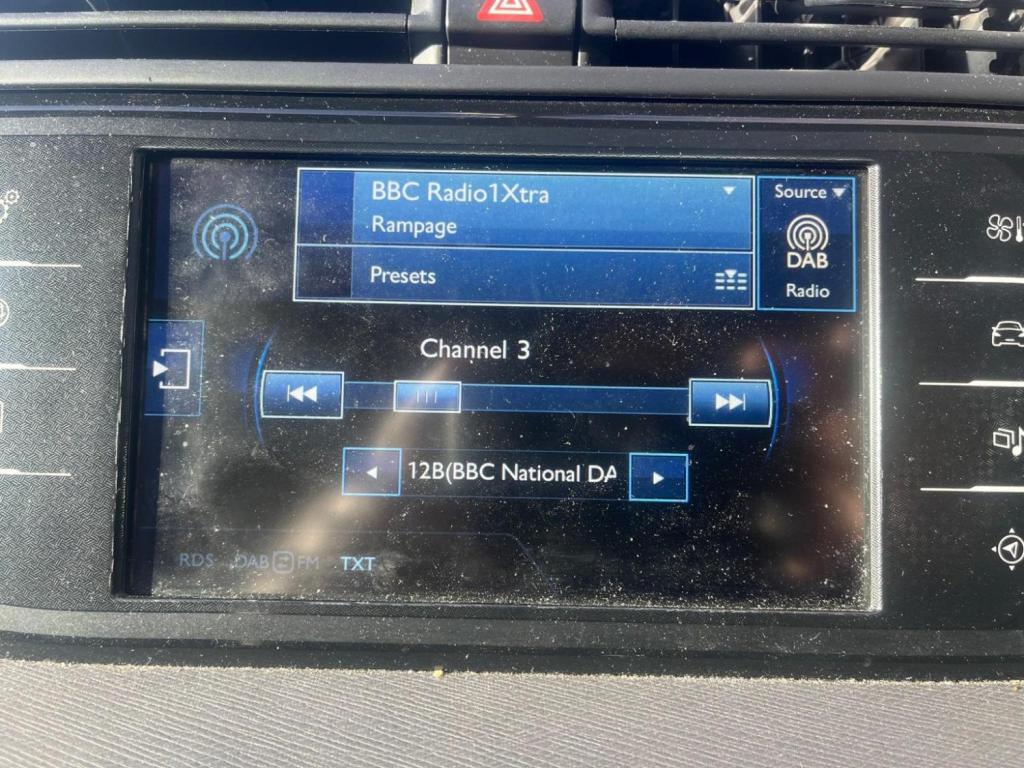 BBC Radio1Xtra
Rampage
Source
DAB
Radio
Presets
Channel 3
12B(BBC National DA
RDS DAB FM TXT